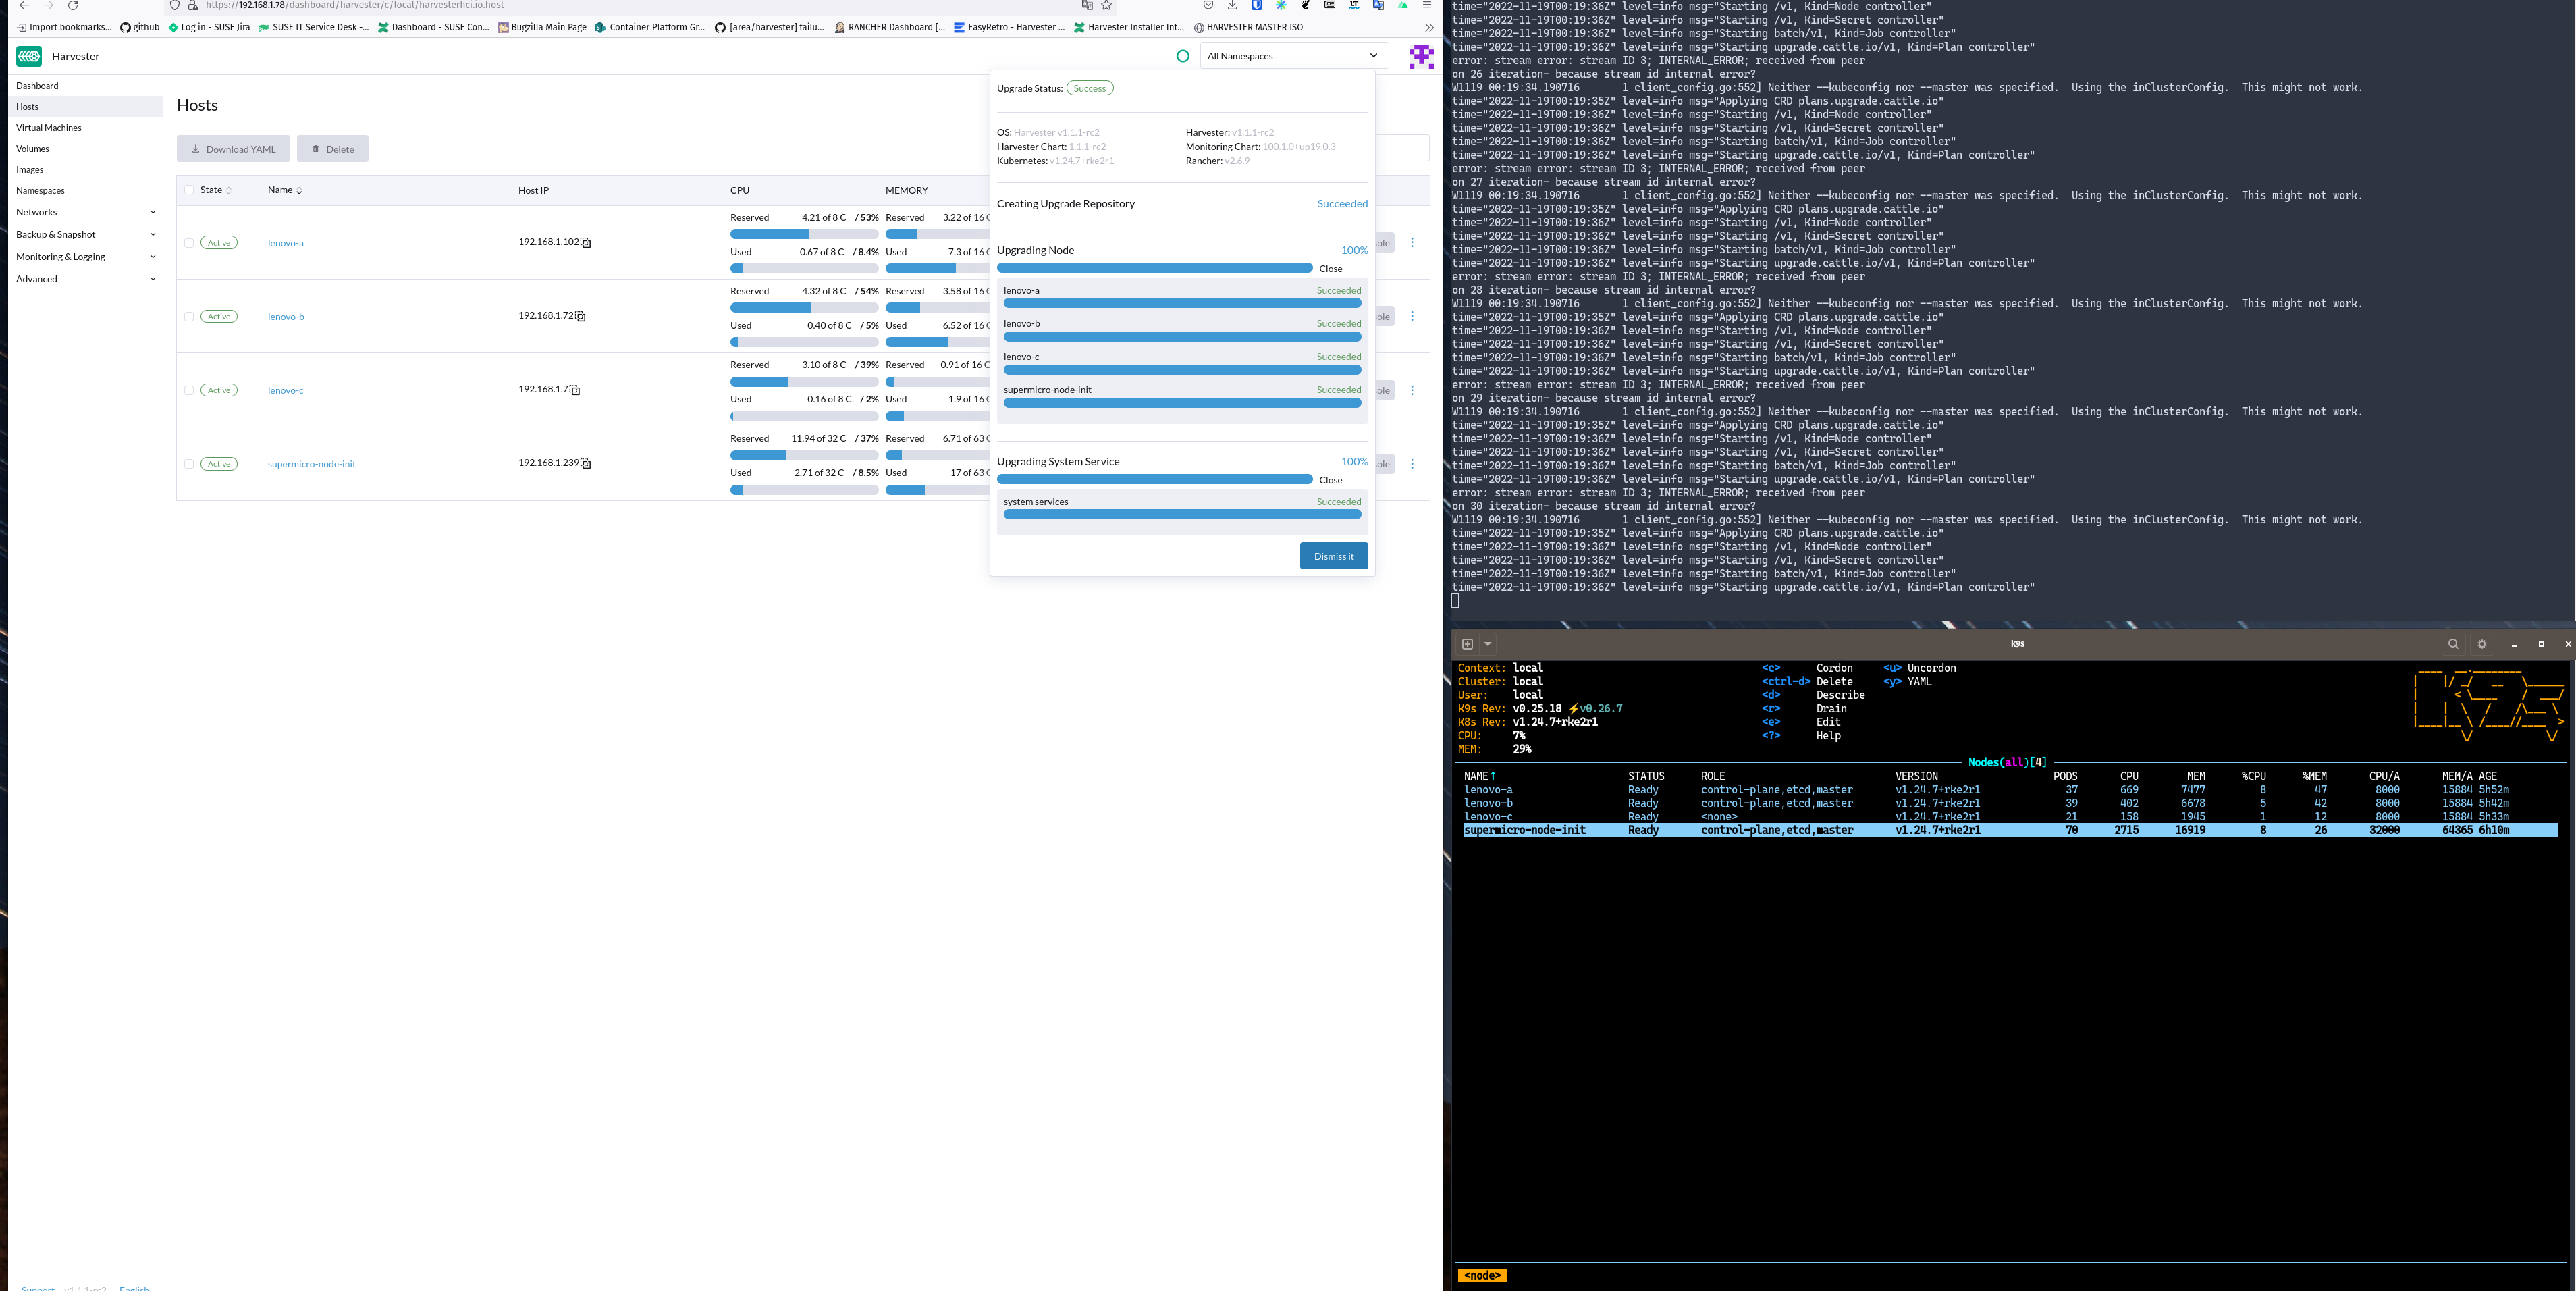 https://192.168.1.78/dashboard/harvester/c/local/harvesterhci.io.host
Import bookmarks... github Log in - SUSE Jira SUSE IT Service Desk -... Dashboard - SUSE Con... Bugzilla Main Page Container Platform Gr... [area/harvester] failu... RANCHER Dashboard [... EasyRetro - Harvester ... Harvester Installer Int... HARVESTER MASTER ISO
Harvester
All Namespaces
Dashboard
Hosts
Virtual Machines
Volumes
Images
Namespaces
Networks
Backup & Snapshot
Monitoring & Logging
Advanced
Support v1.1.1-rc2 English
Hosts
Download YAML Delete
State Name Host IP CPU MEMORY
Active lenovo-a 192.168.1.102
Reserved 4.21 of 8 C / 53% Reserved 3.22 of 16 G
Used 0.67 of 8 C / 8.4% Used 7.3 of 16 G
Active lenovo-b 192.168.1.72
Reserved 4.32 of 8 C / 54% Reserved 3.58 of 16 G
Used 0.40 of 8 C / 5% Used 6.52 of 16 G
Active lenovo-c 192.168.1.7
Reserved 3.10 of 8 C / 39% Reserved 0.91 of 16 G
Used 0.16 of 8 C / 2% Used 1.9 of 16 G
Active supermicro-node-init 192.168.1.239
Reserved 11.94 of 32 C / 37% Reserved 6.71 of 63 G
Used 2.71 of 32 C / 8.5% Used 17 of 63 G
sole
sole
sole
sole
Upgrade Status: Success
OS: Harvester v1.1.1-rc2 Harvester: v1.1.1-rc2
Harvester Chart: 1.1.1-rc2 Monitoring Chart: 100.1.0+up19.0.3
Kubernetes: v1.24.7+rke2r1 Rancher: v2.6.9
Creating Upgrade Repository Succeeded
Upgrading Node 100%
Close
lenovo-a Succeeded
lenovo-b Succeeded
lenovo-c Succeeded
supermicro-node-init Succeeded
Upgrading System Service 100%
Close
system services Succeeded
Dismiss it
time="2022-11-19T00:19:36Z" level=info msg="Starting /v1, Kind=Node controller"
time="2022-11-19T00:19:36Z" level=info msg="Starting /v1, Kind=Secret controller"
time="2022-11-19T00:19:36Z" level=info msg="Starting batch/v1, Kind=Job controller"
time="2022-11-19T00:19:36Z" level=info msg="Starting upgrade.cattle.io/v1, Kind=Plan controller"
error: stream error: stream ID 3; INTERNAL_ERROR; received from peer
on 26 iteration- because stream id internal error?
W1119 00:19:34.190716 1 client_config.go:552] Neither --kubeconfig nor --master was specified. Using the inClusterConfig. This might not work.
time="2022-11-19T00:19:35Z" level=info msg="Applying CRD plans.upgrade.cattle.io"
time="2022-11-19T00:19:36Z" level=info msg="Starting /v1, Kind=Node controller"
time="2022-11-19T00:19:36Z" level=info msg="Starting /v1, Kind=Secret controller"
time="2022-11-19T00:19:36Z" level=info msg="Starting batch/v1, Kind=Job controller"
time="2022-11-19T00:19:36Z" level=info msg="Starting upgrade.cattle.io/v1, Kind=Plan controller"
error: stream error: stream ID 3; INTERNAL_ERROR; received from peer
on 27 iteration- because stream id internal error?
W1119 00:19:34.190716 1 client_config.go:552] Neither --kubeconfig nor --master was specified. Using the inClusterConfig. This might not work.
time="2022-11-19T00:19:35Z" level=info msg="Applying CRD plans.upgrade.cattle.io"
time="2022-11-19T00:19:36Z" level=info msg="Starting /v1, Kind=Node controller"
time="2022-11-19T00:19:36Z" level=info msg="Starting /v1, Kind=Secret controller"
time="2022-11-19T00:19:36Z" level=info msg="Starting batch/v1, Kind=Job controller"
time="2022-11-19T00:19:36Z" level=info msg="Starting upgrade.cattle.io/v1, Kind=Plan controller"
error: stream error: stream ID 3; INTERNAL_ERROR; received from peer
on 28 iteration- because stream id internal error?
W1119 00:19:34.190716 1 client_config.go:552] Neither --kubeconfig nor --master was specified. Using the inClusterConfig. This might not work.
time="2022-11-19T00:19:35Z" level=info msg="Applying CRD plans.upgrade.cattle.io"
time="2022-11-19T00:19:36Z" level=info msg="Starting /v1, Kind=Node controller"
time="2022-11-19T00:19:36Z" level=info msg="Starting /v1, Kind=Secret controller"
time="2022-11-19T00:19:36Z" level=info msg="Starting batch/v1, Kind=Job controller"
time="2022-11-19T00:19:36Z" level=info msg="Starting upgrade.cattle.io/v1, Kind=Plan controller"
error: stream error: stream ID 3; INTERNAL_ERROR; received from peer
on 29 iteration- because stream id internal error?
W1119 00:19:34.190716 1 client_config.go:552] Neither --kubeconfig nor --master was specified. Using the inClusterConfig. This might not work.
time="2022-11-19T00:19:35Z" level=info msg="Applying CRD plans.upgrade.cattle.io"
time="2022-11-19T00:19:36Z" level=info msg="Starting /v1, Kind=Node controller"
time="2022-11-19T00:19:36Z" level=info msg="Starting /v1, Kind=Secret controller"
time="2022-11-19T00:19:36Z" level=info msg="Starting batch/v1, Kind=Job controller"
time="2022-11-19T00:19:36Z" level=info msg="Starting upgrade.cattle.io/v1, Kind=Plan controller"
error: stream error: stream ID 3; INTERNAL_ERROR; received from peer
on 30 iteration- because stream id internal error?
W1119 00:19:34.190716 1 client_config.go:552] Neither --kubeconfig nor --master was specified. Using the inClusterConfig. This might not work.
time="2022-11-19T00:19:35Z" level=info msg="Applying CRD plans.upgrade.cattle.io"
time="2022-11-19T00:19:36Z" level=info msg="Starting /v1, Kind=Node controller"
time="2022-11-19T00:19:36Z" level=info msg="Starting /v1, Kind=Secret controller"
time="2022-11-19T00:19:36Z" level=info msg="Starting batch/v1, Kind=Job controller"
time="2022-11-19T00:19:36Z" level=info msg="Starting upgrade.cattle.io/v1, Kind=Plan controller"
k9s
Context: local <c> Cordon <u> Uncordon
Cluster: local <ctrl-d> Delete <y> YAML
User: local <d> Describe
K9s Rev: v0.25.18 ⚡v0.26.7 <r> Drain
K8s Rev: v1.24.7+rke2r1 <e> Edit
CPU: 7% <?> Help
MEM: 29%
Nodes(all)[4]
NAME↑ STATUS ROLE VERSION PODS CPU MEM %CPU %MEM CPU/A MEM/A AGE
lenovo-a Ready control-plane,etcd,master v1.24.7+rke2r1 37 669 7477 8 47 8000 15884 5h52m
lenovo-b Ready control-plane,etcd,master v1.24.7+rke2r1 39 402 6678 5 42 8000 15884 5h42m
lenovo-c Ready <none> v1.24.7+rke2r1 21 158 1945 1 12 8000 15884 5h33m
supermicro-node-init Ready control-plane,etcd,master v1.24.7+rke2r1 70 2715 16919 8 26 32000 64365 6h10m
<node>